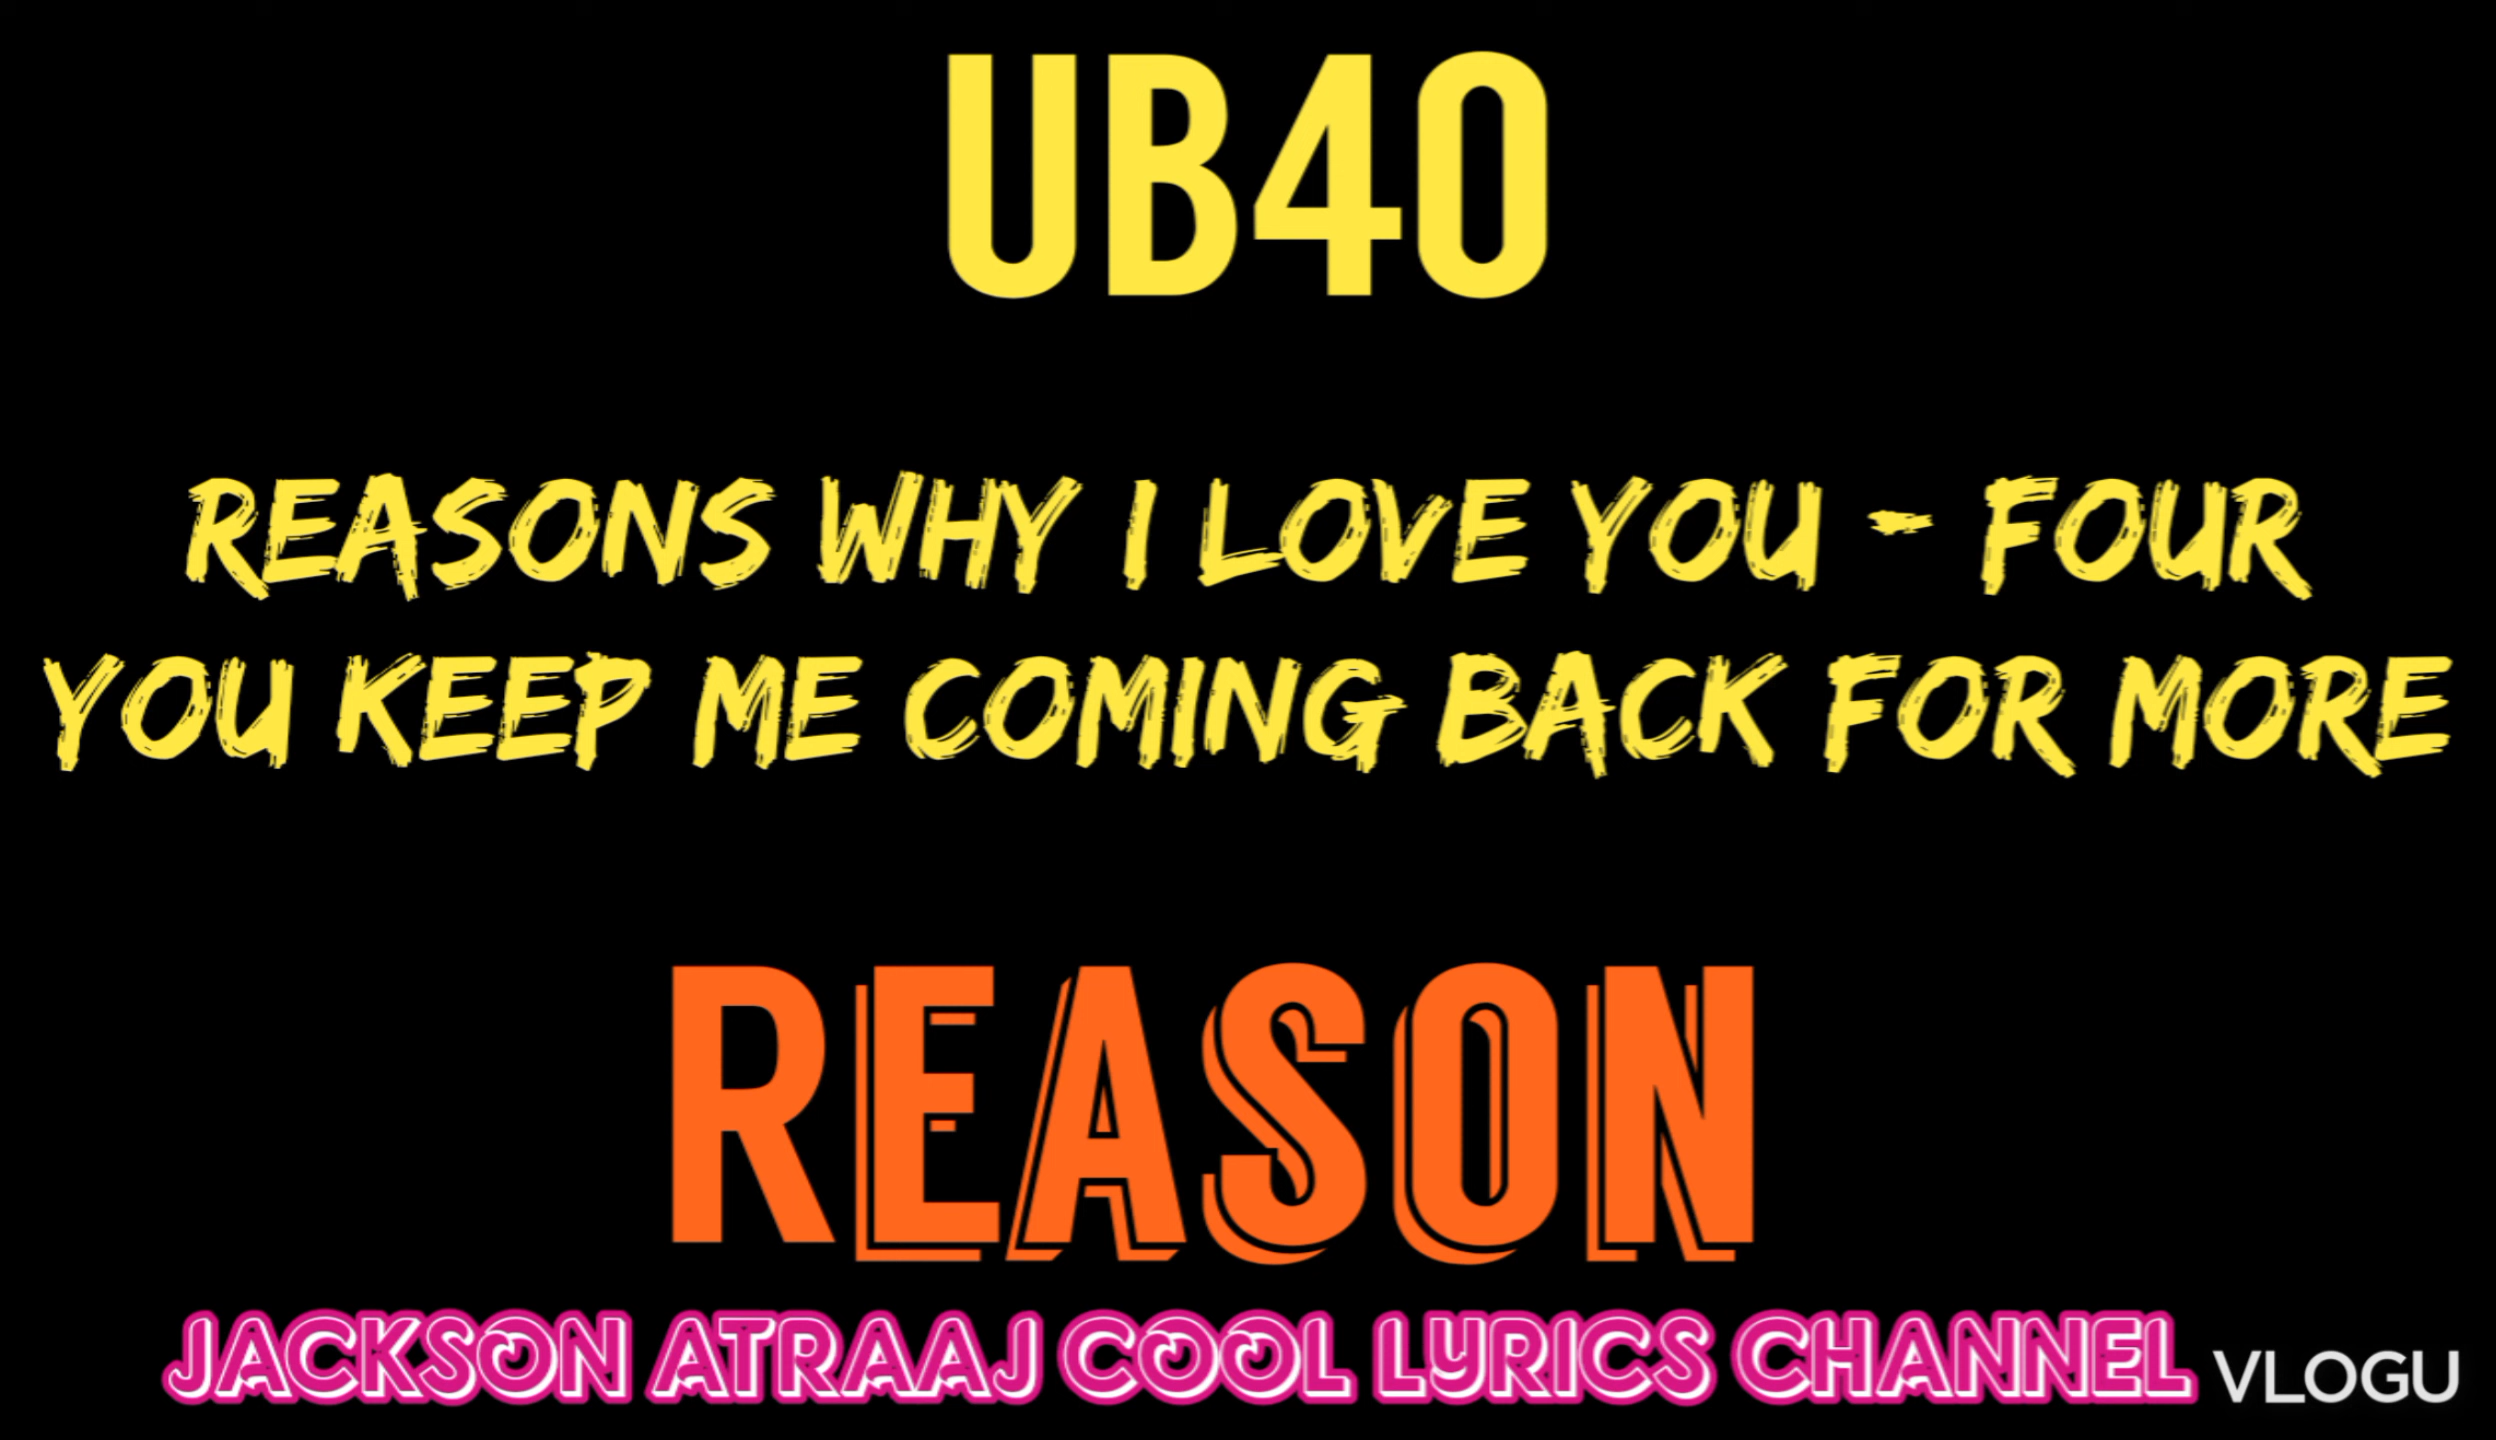 UB40
REASONS WHY I LOVE YOU - FOUR
YOU KEEP ME COMING BACK FOR MORE
REASON
JACKSON ATRAAJ COOL LYRICS CHANNEL VLOGU